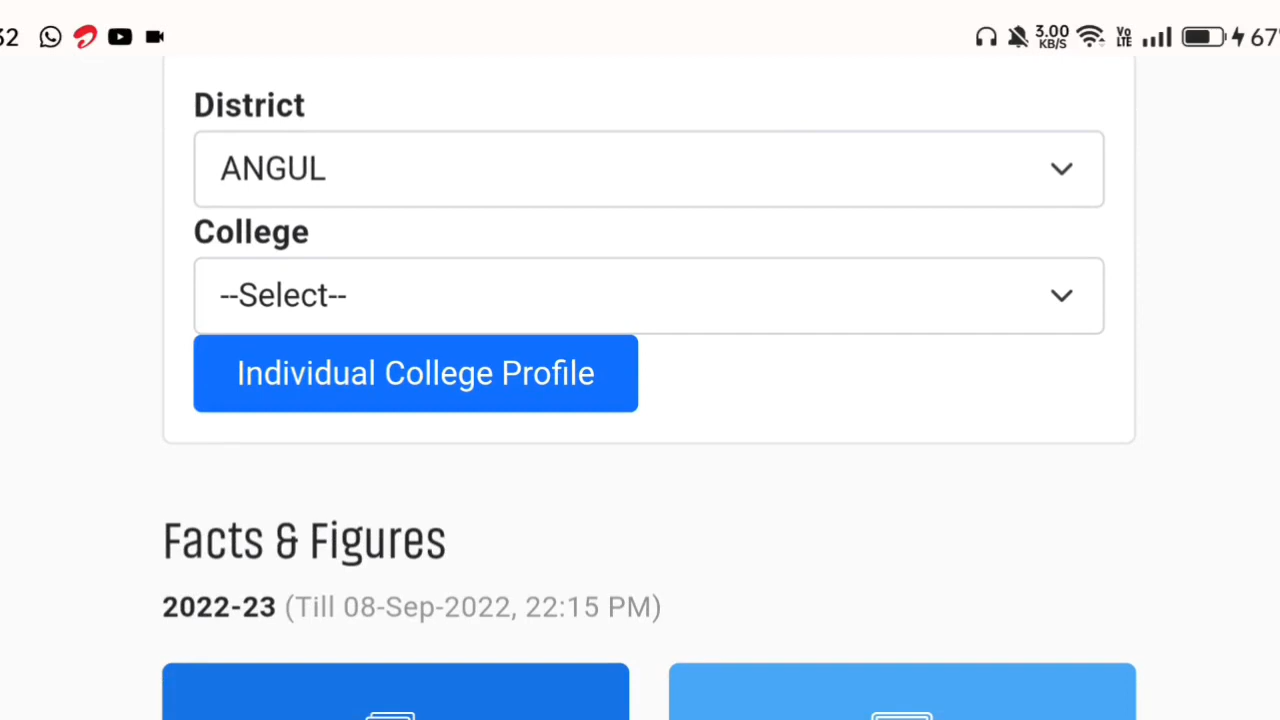 32
3.00
KB/S
Vo
LTE
67
District
ANGUL
College
--Select--
Individual College Profile
Facts & Figures
2022-23 (Till 08-Sep-2022, 22:15 PM)